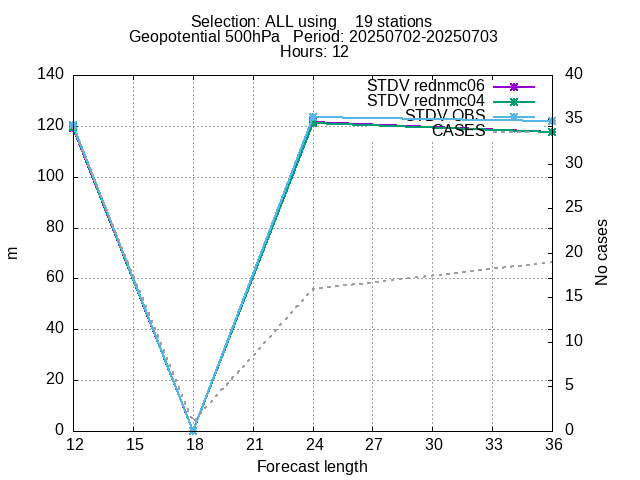 Selection: ALL using    19 stations
Geopotential 500hPa   Period: 20250702-20250703
Hours: 12
STDV rednmc06
STDV rednmc04
STDV OBS
CASES
140
120
100
80
60
40
20
0
m
40
35
30
25
20
15
10
5
0
No cases
12 15 18 21 24 27 30 33 36
Forecast length